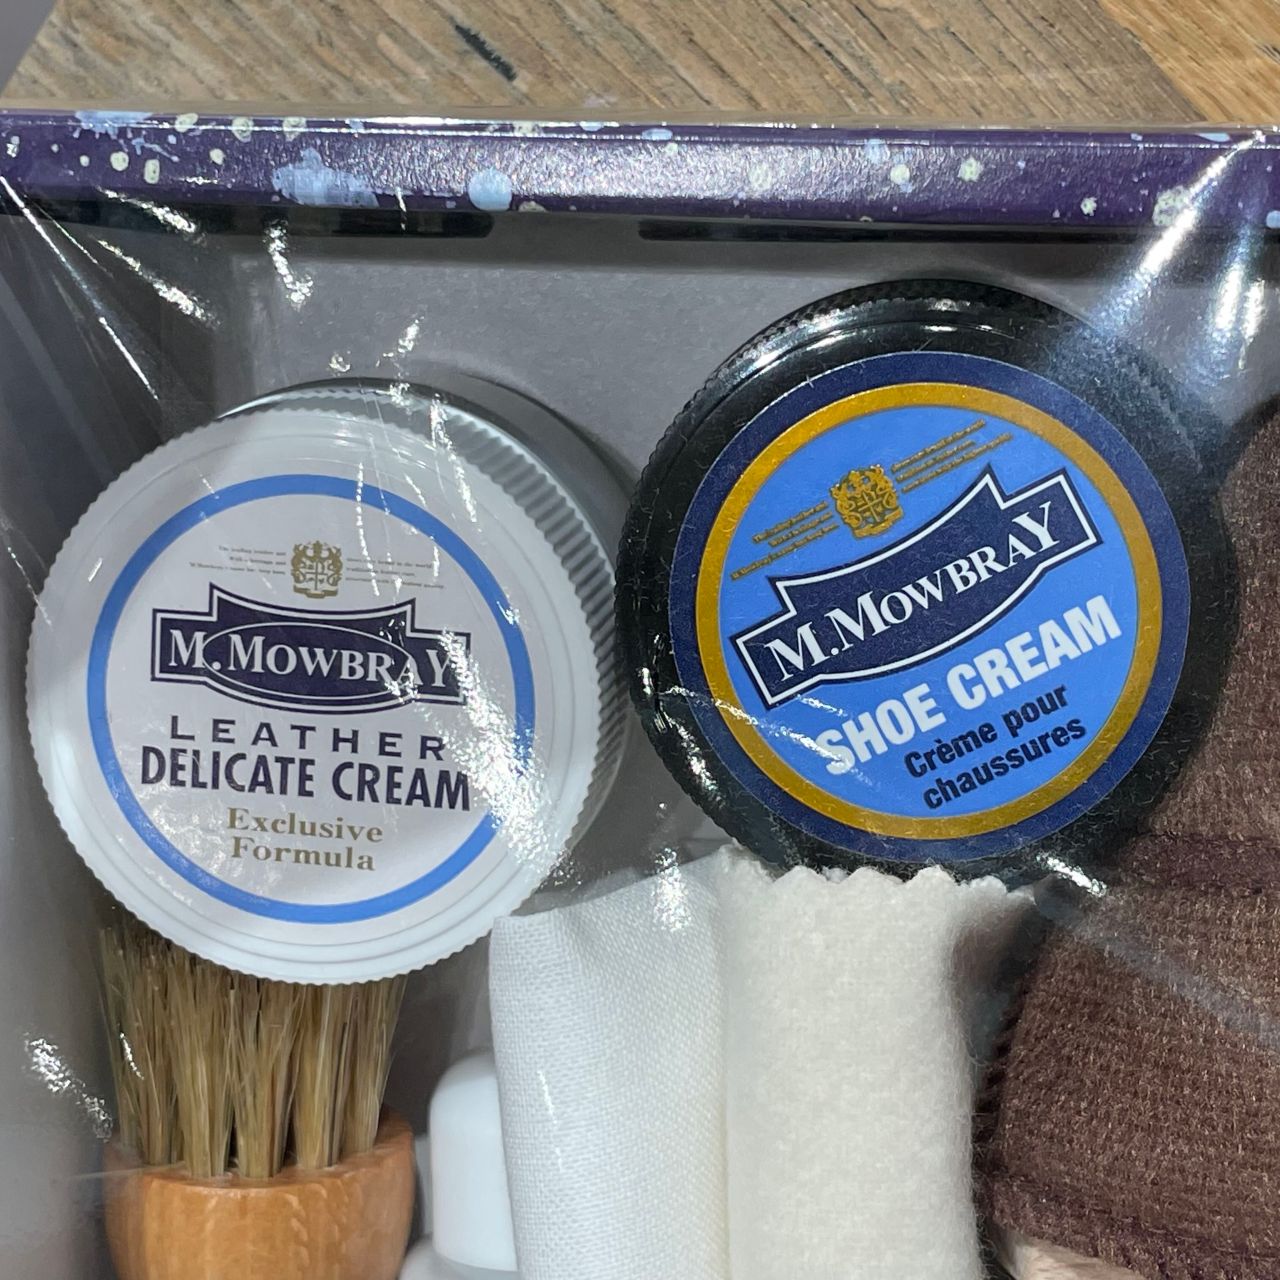 M.MOWBRAY
LEATHER
DELICATE CREAM
Exclusive
Formula
M.MOWBRAY
SHOE CREAM
Crème pour
chaussures